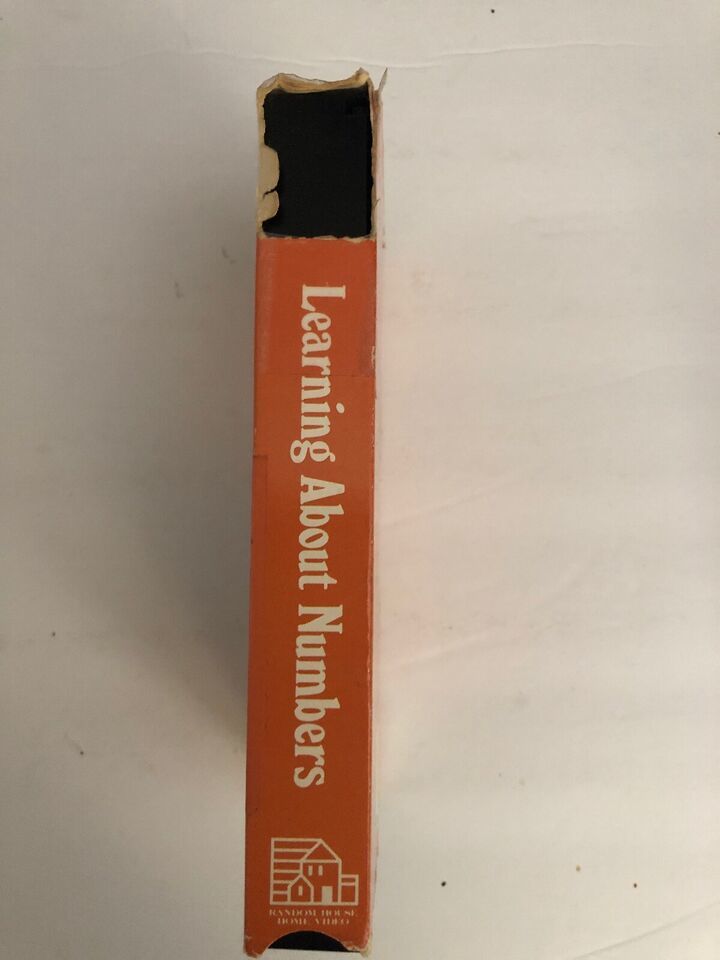 Learning About Numbers
RANDOM HOUSE
HOME VIDEO